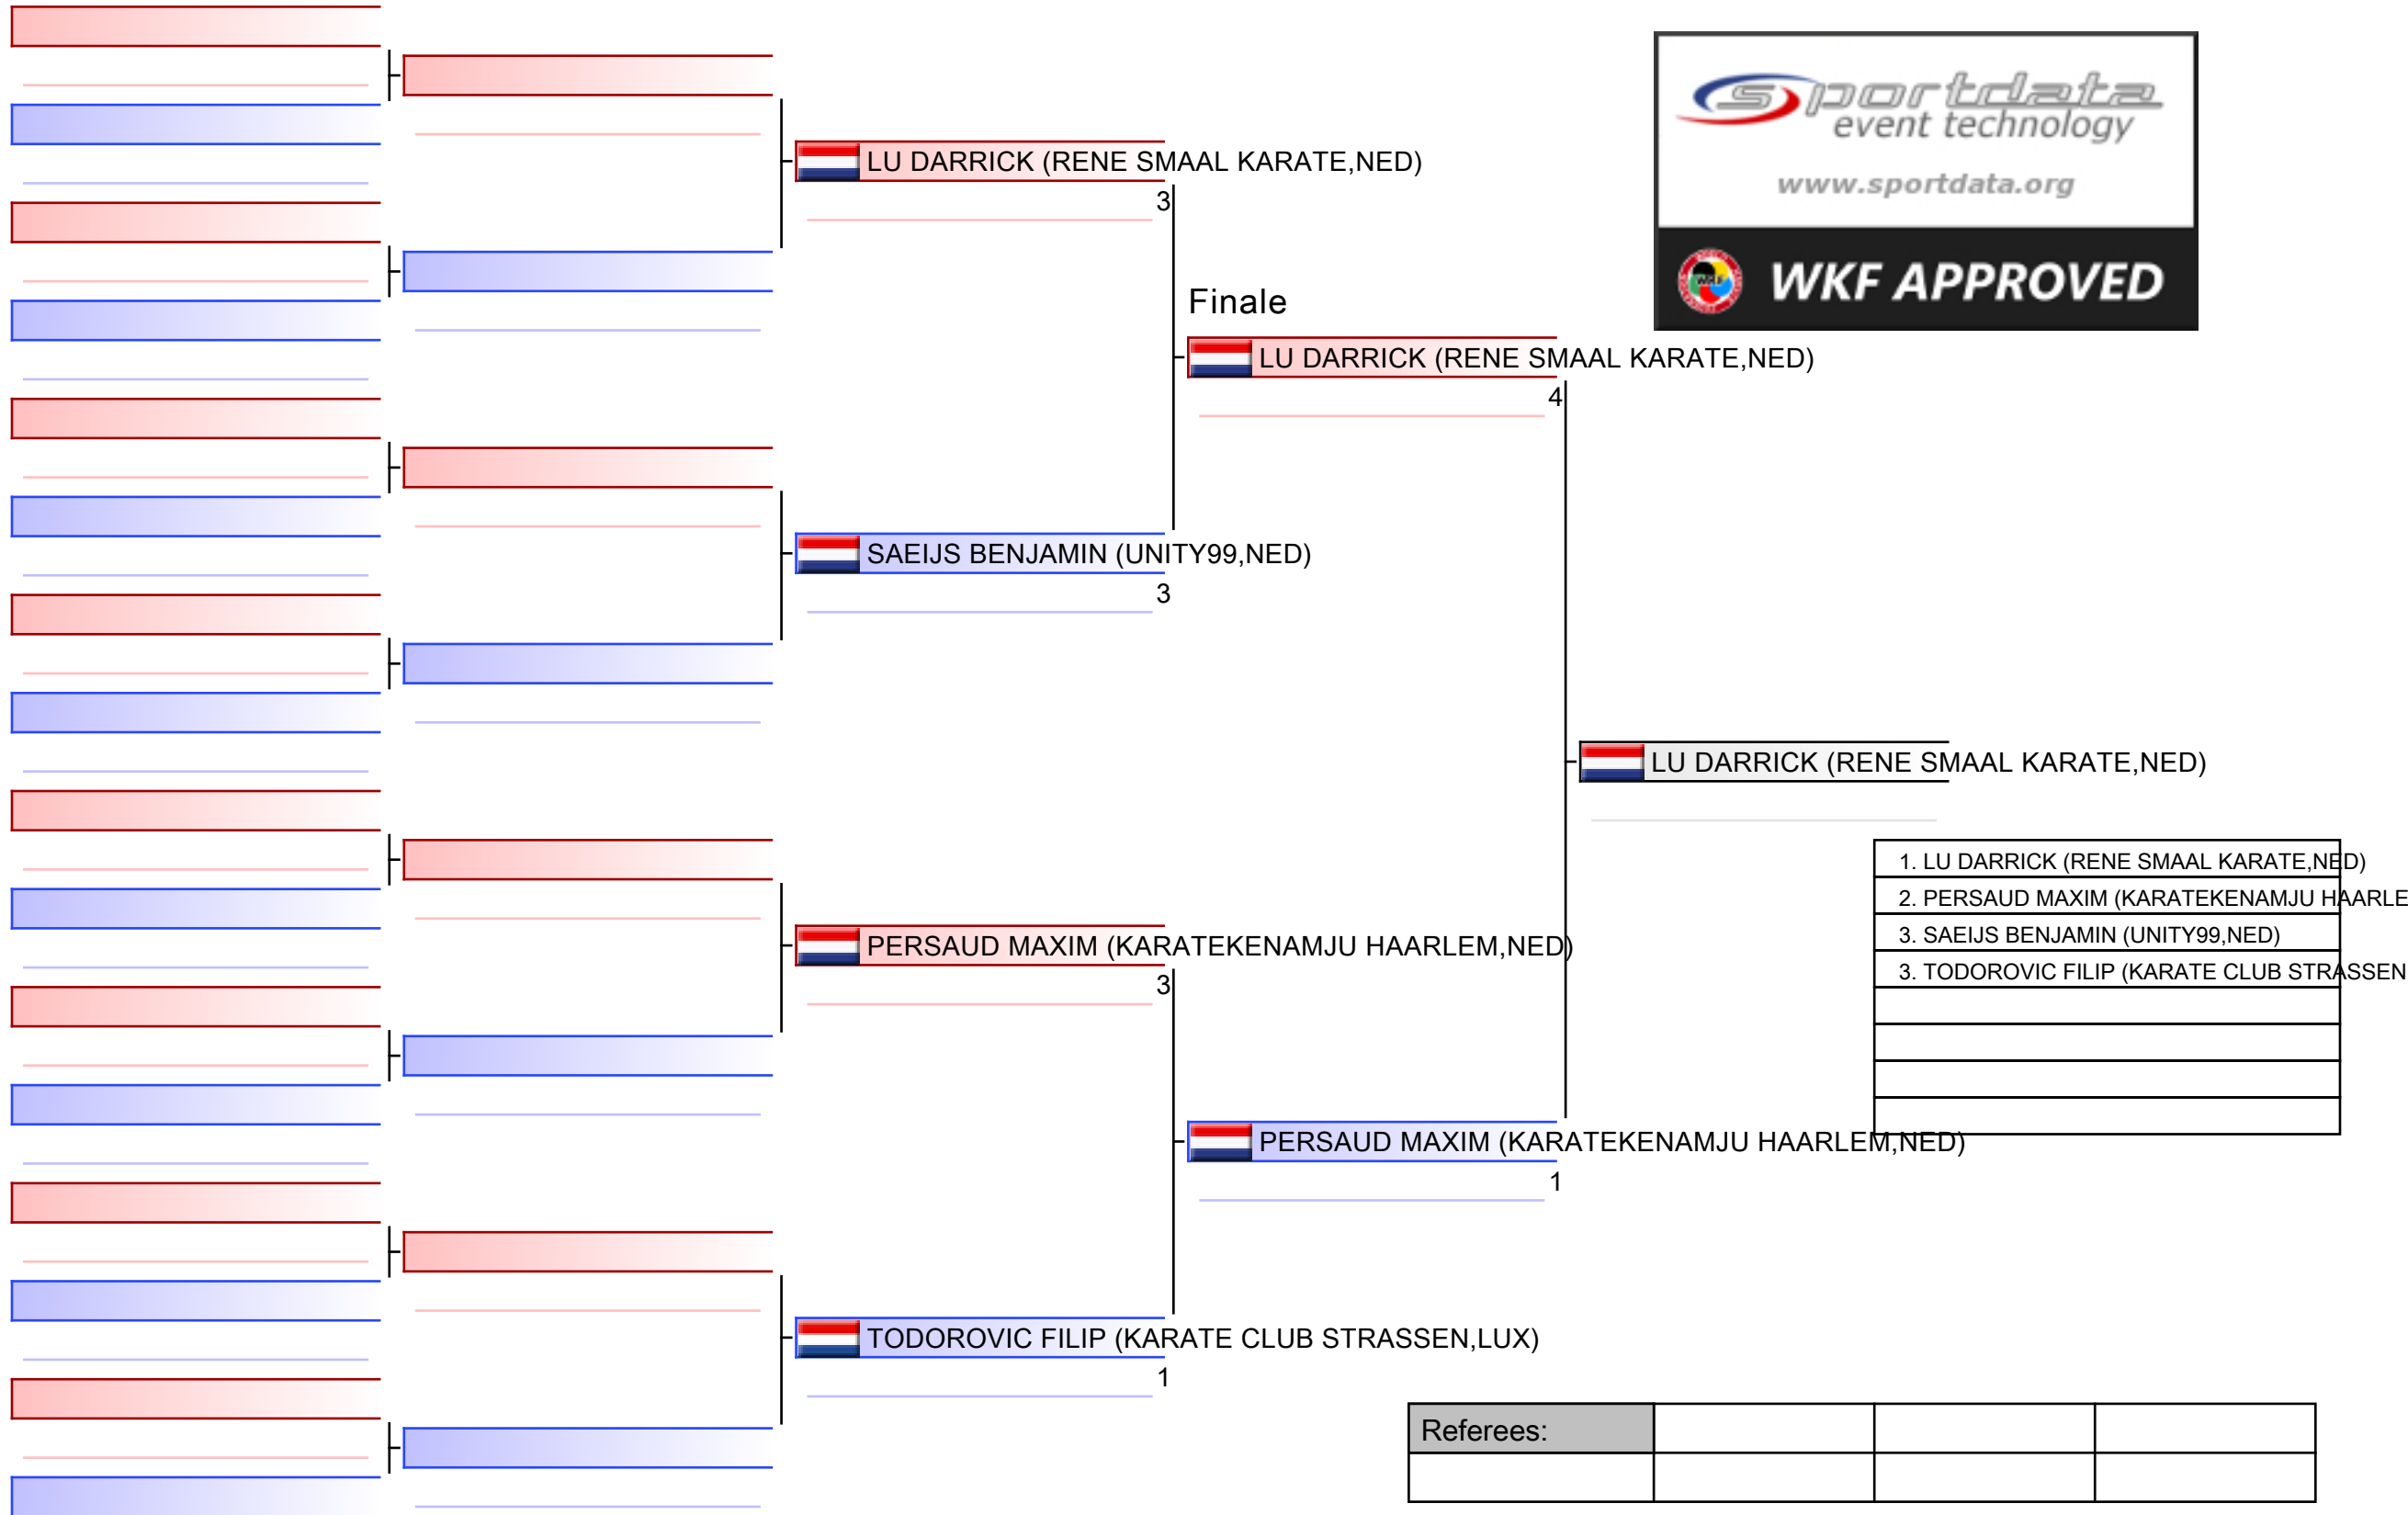 sportdata
event technology
www.sportdata.org
WKF
WKF APPROVED
LU DARRICK (RENE SMAAL KARATE,NED)
3
Finale
LU DARRICK (RENE SMAAL KARATE,NED)
4
SAEIJS BENJAMIN (UNITY99,NED)
3
LU DARRICK (RENE SMAAL KARATE,NED)
1. LU DARRICK (RENE SMAAL KARATE,NED)
2. PERSAUD MAXIM (KARATEKENAMJU HAARLE
3. SAEIJS BENJAMIN (UNITY99,NED)
3. TODOROVIC FILIP (KARATE CLUB STRASSEN
PERSAUD MAXIM (KARATEKENAMJU HAARLEM,NED)
3
PERSAUD MAXIM (KARATEKENAMJU HAARLEM,NED)
1
TODOROVIC FILIP (KARATE CLUB STRASSEN,LUX)
1
Referees: